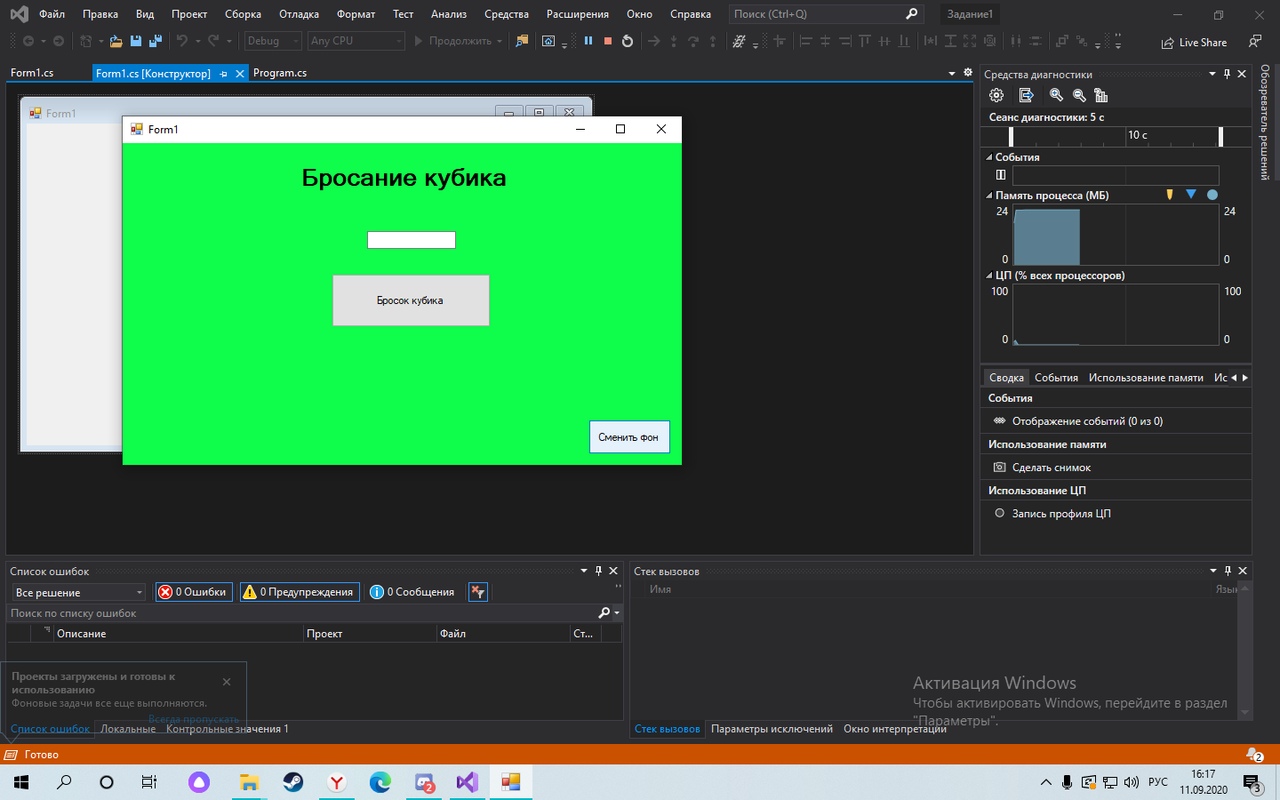 Файл Правка Вид Проект Сборка Отладка Формат Тест Анализ Средства Расширения Окно Справка Поиск (Ctrl+Q) Задание1
Debug Any CPU Продолжить Live Share
Form1.cs Form1.cs [Конструктор] Program.cs
Form1
Form1
Бросание кубика
Бросок кубика
Сменить фон
Средства диагностики
Сеанс диагностики: 5 с
10 с
События
Память процесса (МБ)
24 24
0 0
ЦП (% всех процессоров)
100 100
0 0
Сводка События Использование памяти Ис
События
Отображение событий (0 из 0)
Использование памяти
Сделать снимок
Использование ЦП
Запись профиля ЦП
Обозреватель решений
Список ошибок
Все решение 0 Ошибки 0 Предупреждения 0 Сообщения
Поиск по списку ошибок
Описание Проект Файл Ст...
Проекты загружены и готовы к
использованию
Фоновые задачи все еще выполняются.
Всегда пропускать
Список ошибок Локальные Контрольные значения 1
Стек вызовов
Имя Язык
Стек вызовов Параметры исключений Окно интерпретации
Активация Windows
Чтобы активировать Windows, перейдите в раздел
"Параметры".
Готово 2
2 РУС 16:17
11.09.2020 3